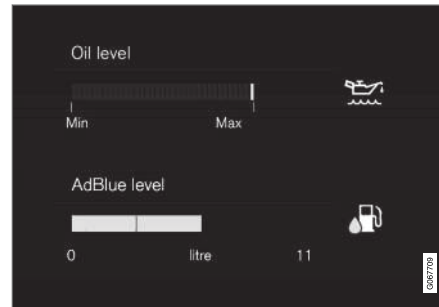 Oil level
Min Max
AdBlue level
0 litre 11
G067709